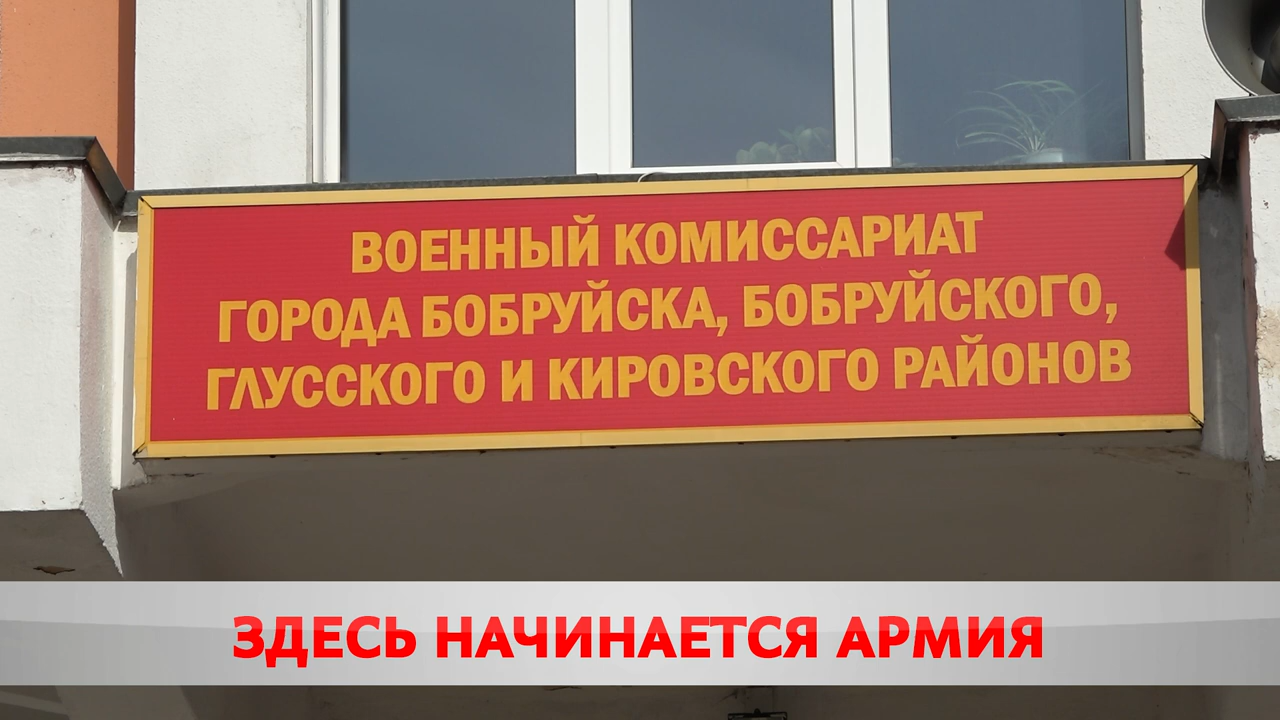 ВОЕННЫЙ КОМИССАРИАТ
ГОРОДА БОБРУЙСКА, БОБРУЙСКОГО,
ГЛУССКОГО И КИРОВСКОГО РАЙОНОВ
ЗДЕСЬ НАЧИНАЕТСЯ АРМИЯ